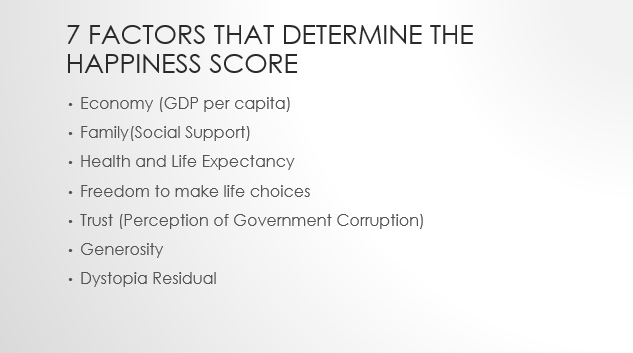 7 FACTORS THAT DETERMINE THE
HAPPINESS SCORE
• Economy (GDP per capita)
• Family(Social Support)
• Health and Life Expectancy
• Freedom to make life choices
• Trust (Perception of Government Corruption)
• Generosity
• Dystopia Residual